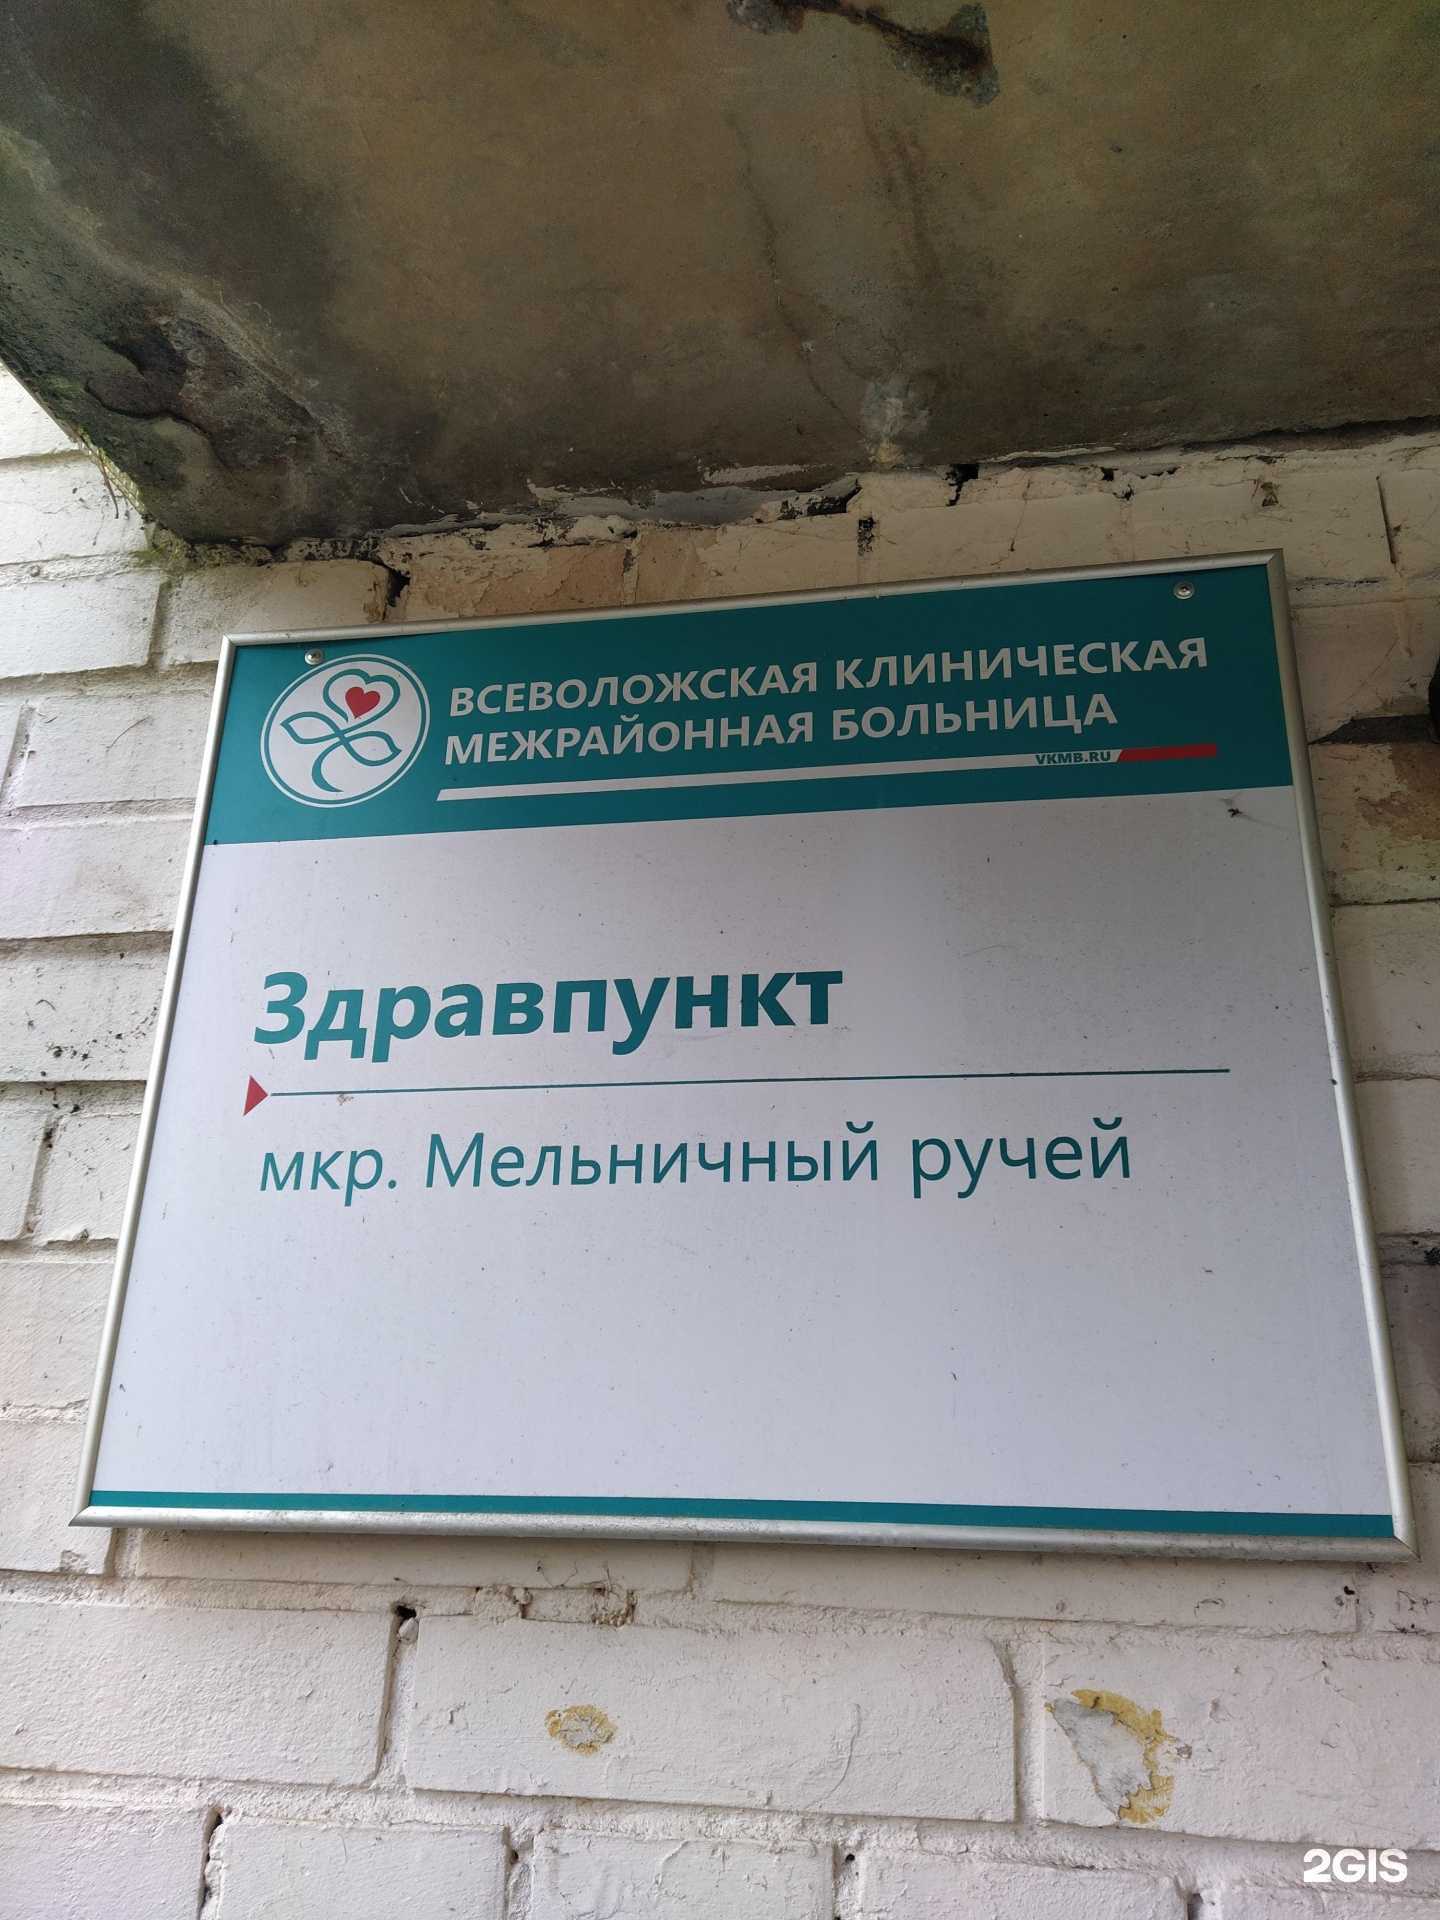 ВСЕВОЛОЖСКАЯ КЛИНИЧЕСКАЯ
МЕЖРАЙОННАЯ БОЛЬНИЦА
VKMB.RU
Здравпункт
мкр. Мельничный ручей
2GIS